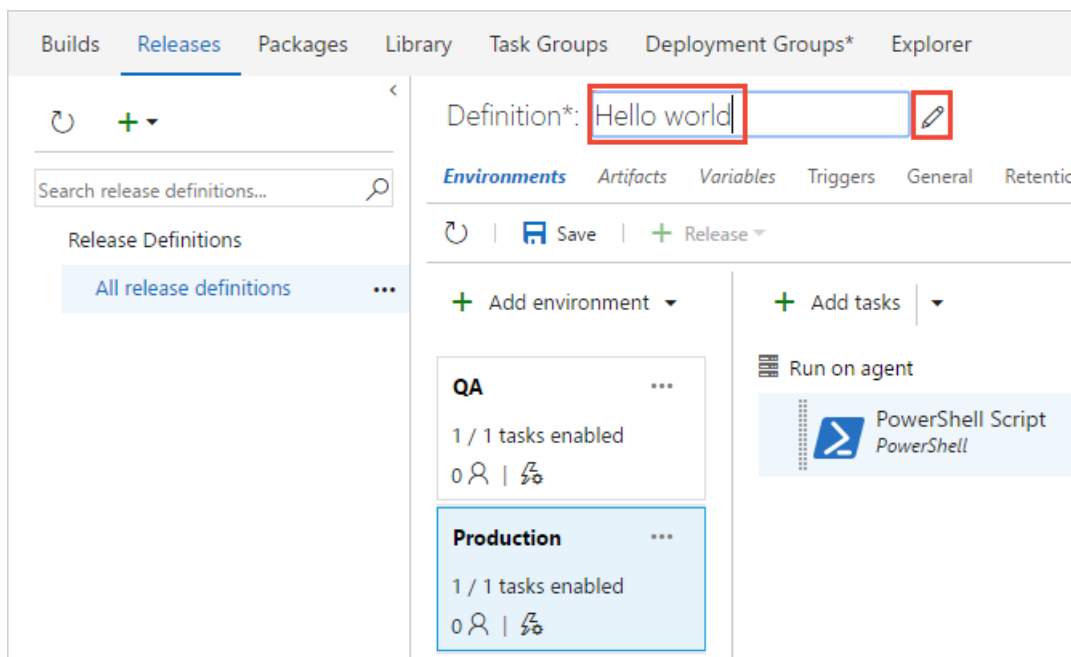 Builds Releases Packages Library Task Groups Deployment Groups* Explorer
Definition*: Hello world
Search release definitions...
Release Definitions
All release definitions
Environments Artifacts Variables Triggers General Retentio
Save Release
Add environment
Add tasks
QA
1 / 1 tasks enabled
0
Production
1 / 1 tasks enabled
0
Run on agent
PowerShell Script
PowerShell